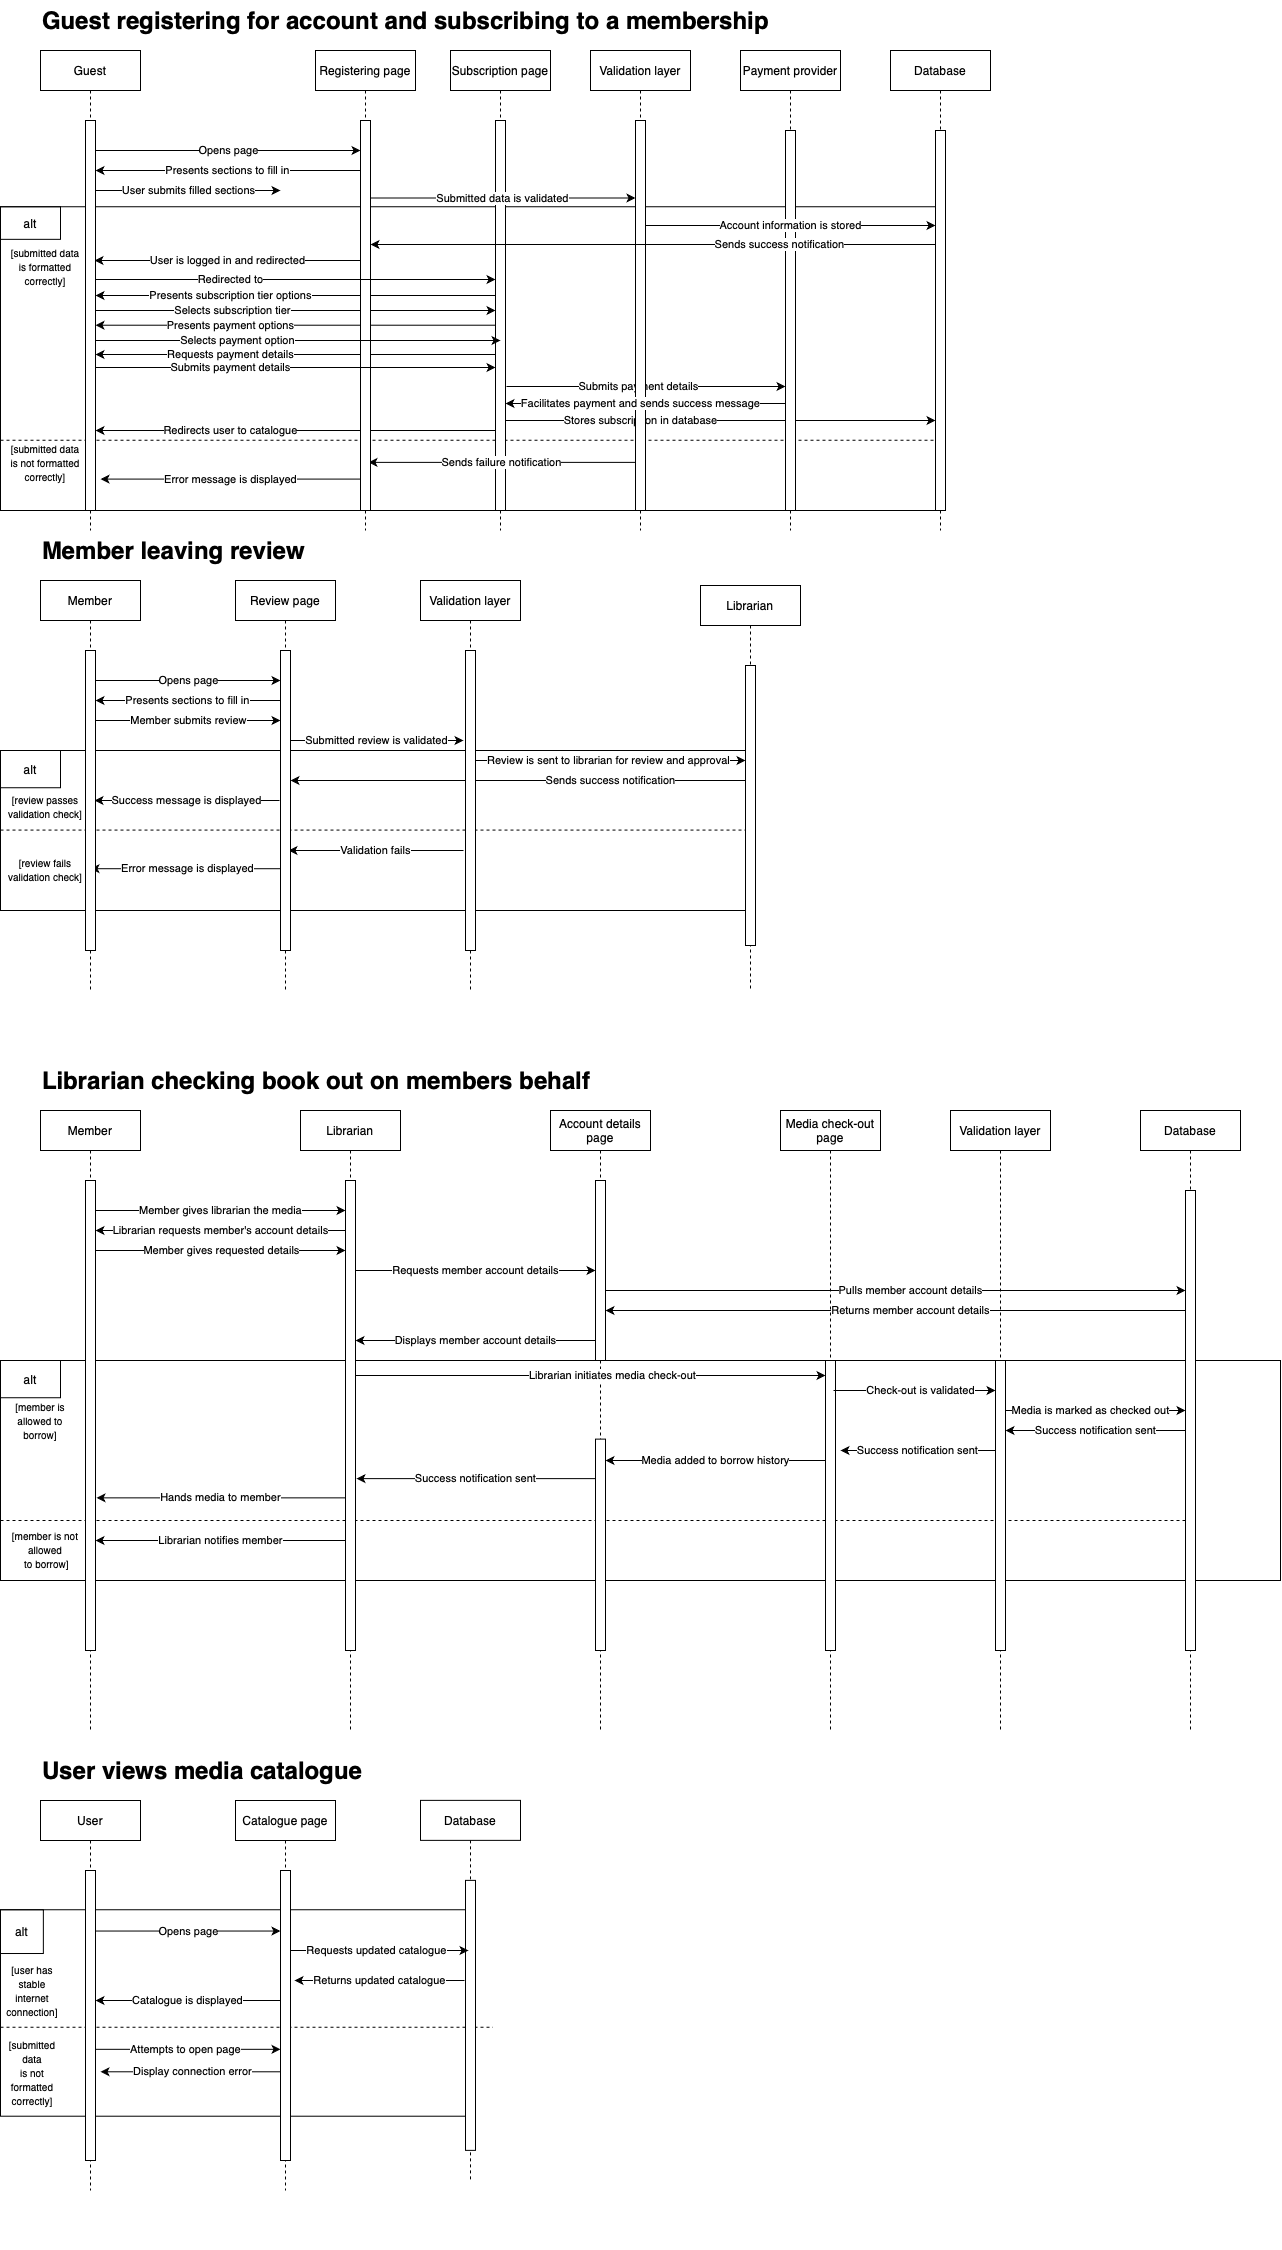 Guest registering for account and subscribing to a membership
Guest
Registering page
Subscription page
Validation layer
Payment provider
Database
Opens page
Presents sections to fill in
User submits filled sections
Submitted data is validated
alt
Account information is stored
Sends success notification
[submitted data
is formatted
correctly]
User is logged in and redirected
Redirected to
Presents subscription tier options
Selects subscription tier
Presents payment options
Selects payment option
Requests payment details
Submits payment details
Submits payment details
Facilitates payment and sends success message
Stores subscription in database
Redirects user to catalogue
[submitted data
is not formatted
correctly]
Sends failure notification
Error message is displayed
Member leaving review
Member
Review page
Validation layer
Librarian
Opens page
Presents sections to fill in
Member submits review
Submitted review is validated
alt
Review is sent to librarian for review and approval
Sends success notification
[review passes
validation check]
Success message is displayed
Validation fails
[review fails
validation check]
Error message is displayed
Librarian checking book out on members behalf
Member
Librarian
Account details
page
Media check-out
page
Validation layer
Database
Member gives librarian the media
Librarian requests member's account details
Member gives requested details
Requests member account details
Pulls member account details
Returns member account details
Displays member account details
alt
Librarian initiates media check-out
Check-out is validated
[member is
allowed to
borrow]
Media is marked as checked out
Success notification sent
Success notification sent
Media added to borrow history
Success notification sent
Hands media to member
[member is not
allowed
to borrow]
Librarian notifies member
User views media catalogue
User
Catalogue page
Database
alt
Opens page
Requests updated catalogue
[user has
stable
internet
connection]
Returns updated catalogue
Catalogue is displayed
[submitted
data
is not
formatted
correctly]
Attempts to open page
Display connection error